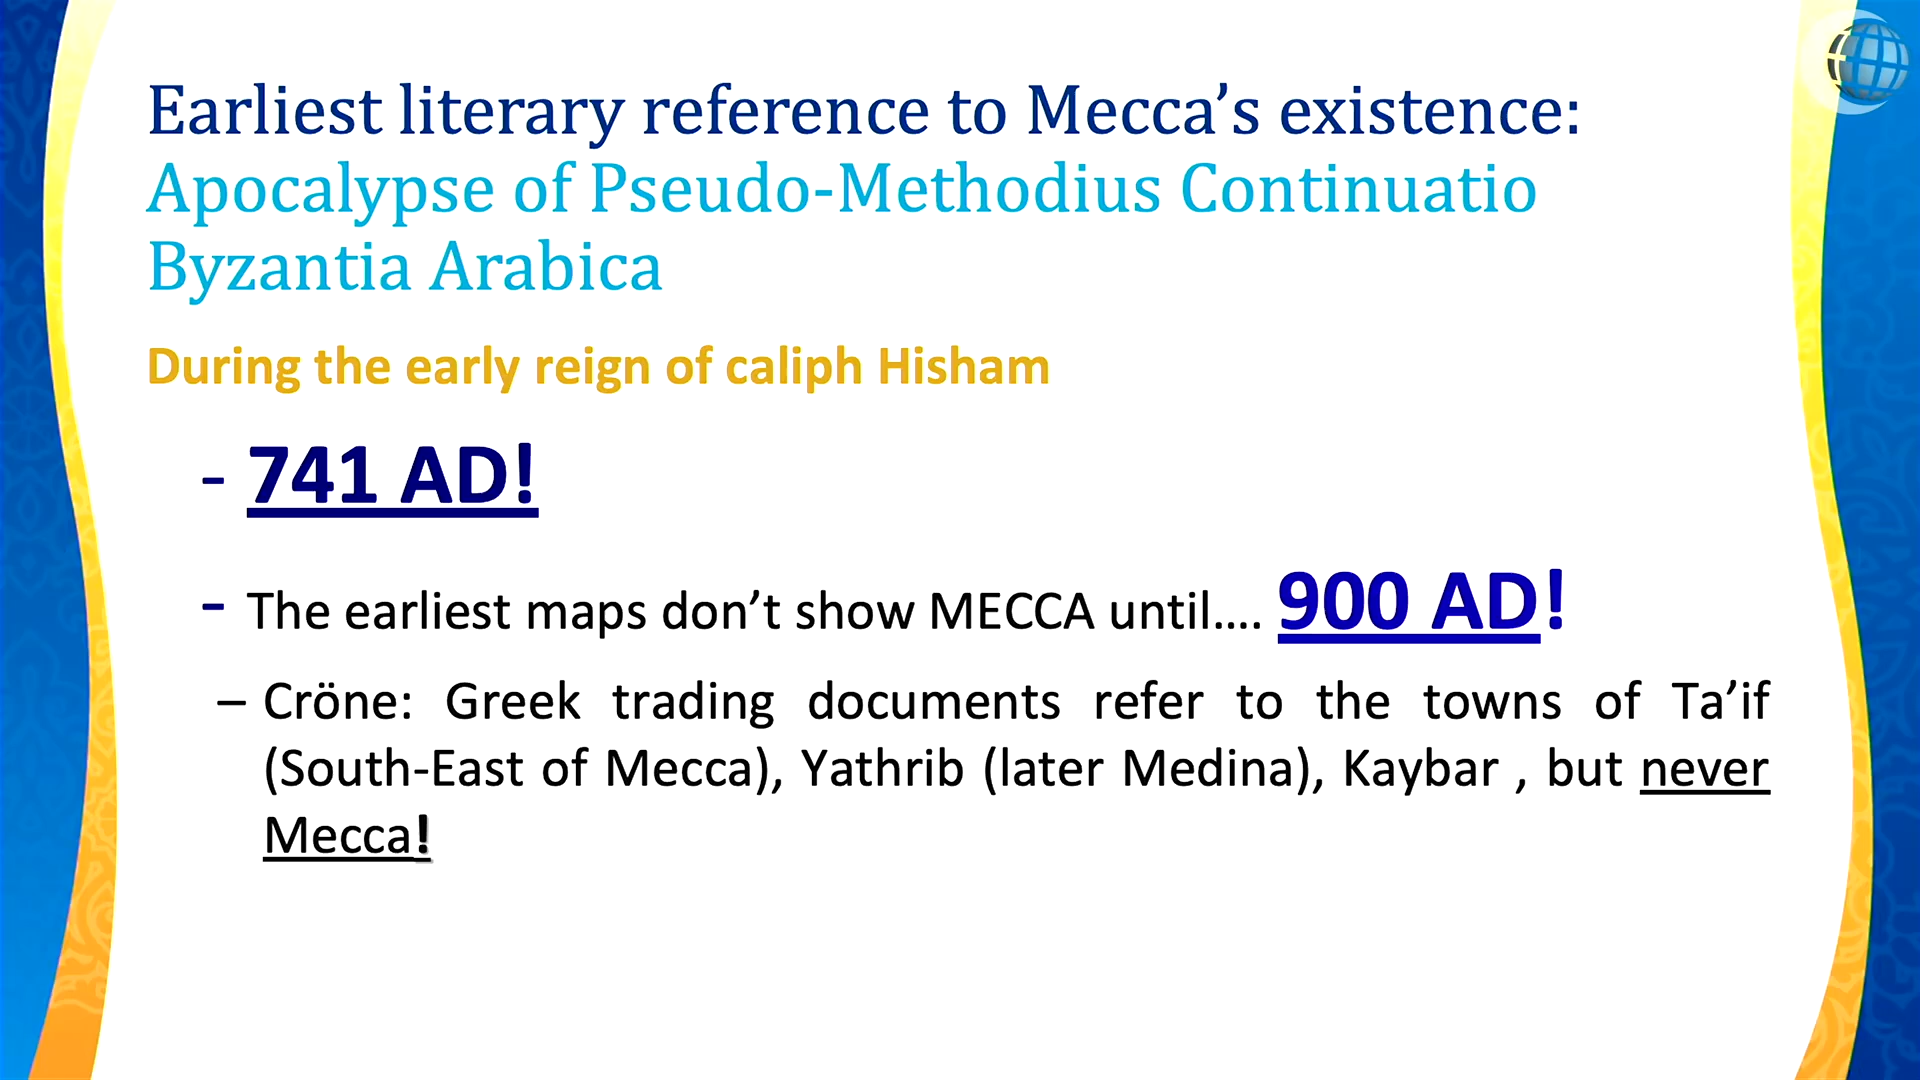 Earliest literary reference to Mecca’s existence:
Apocalypse of Pseudo-Methodius Continuatio
Byzantia Arabica
During the early reign of caliph Hisham
- 741 AD!
- The earliest maps don’t show MECCA until.... 900 AD!
– Cröne: Greek trading documents refer to the towns of Ta’if
(South-East of Mecca), Yathrib (later Medina), Kaybar , but never
Mecca!